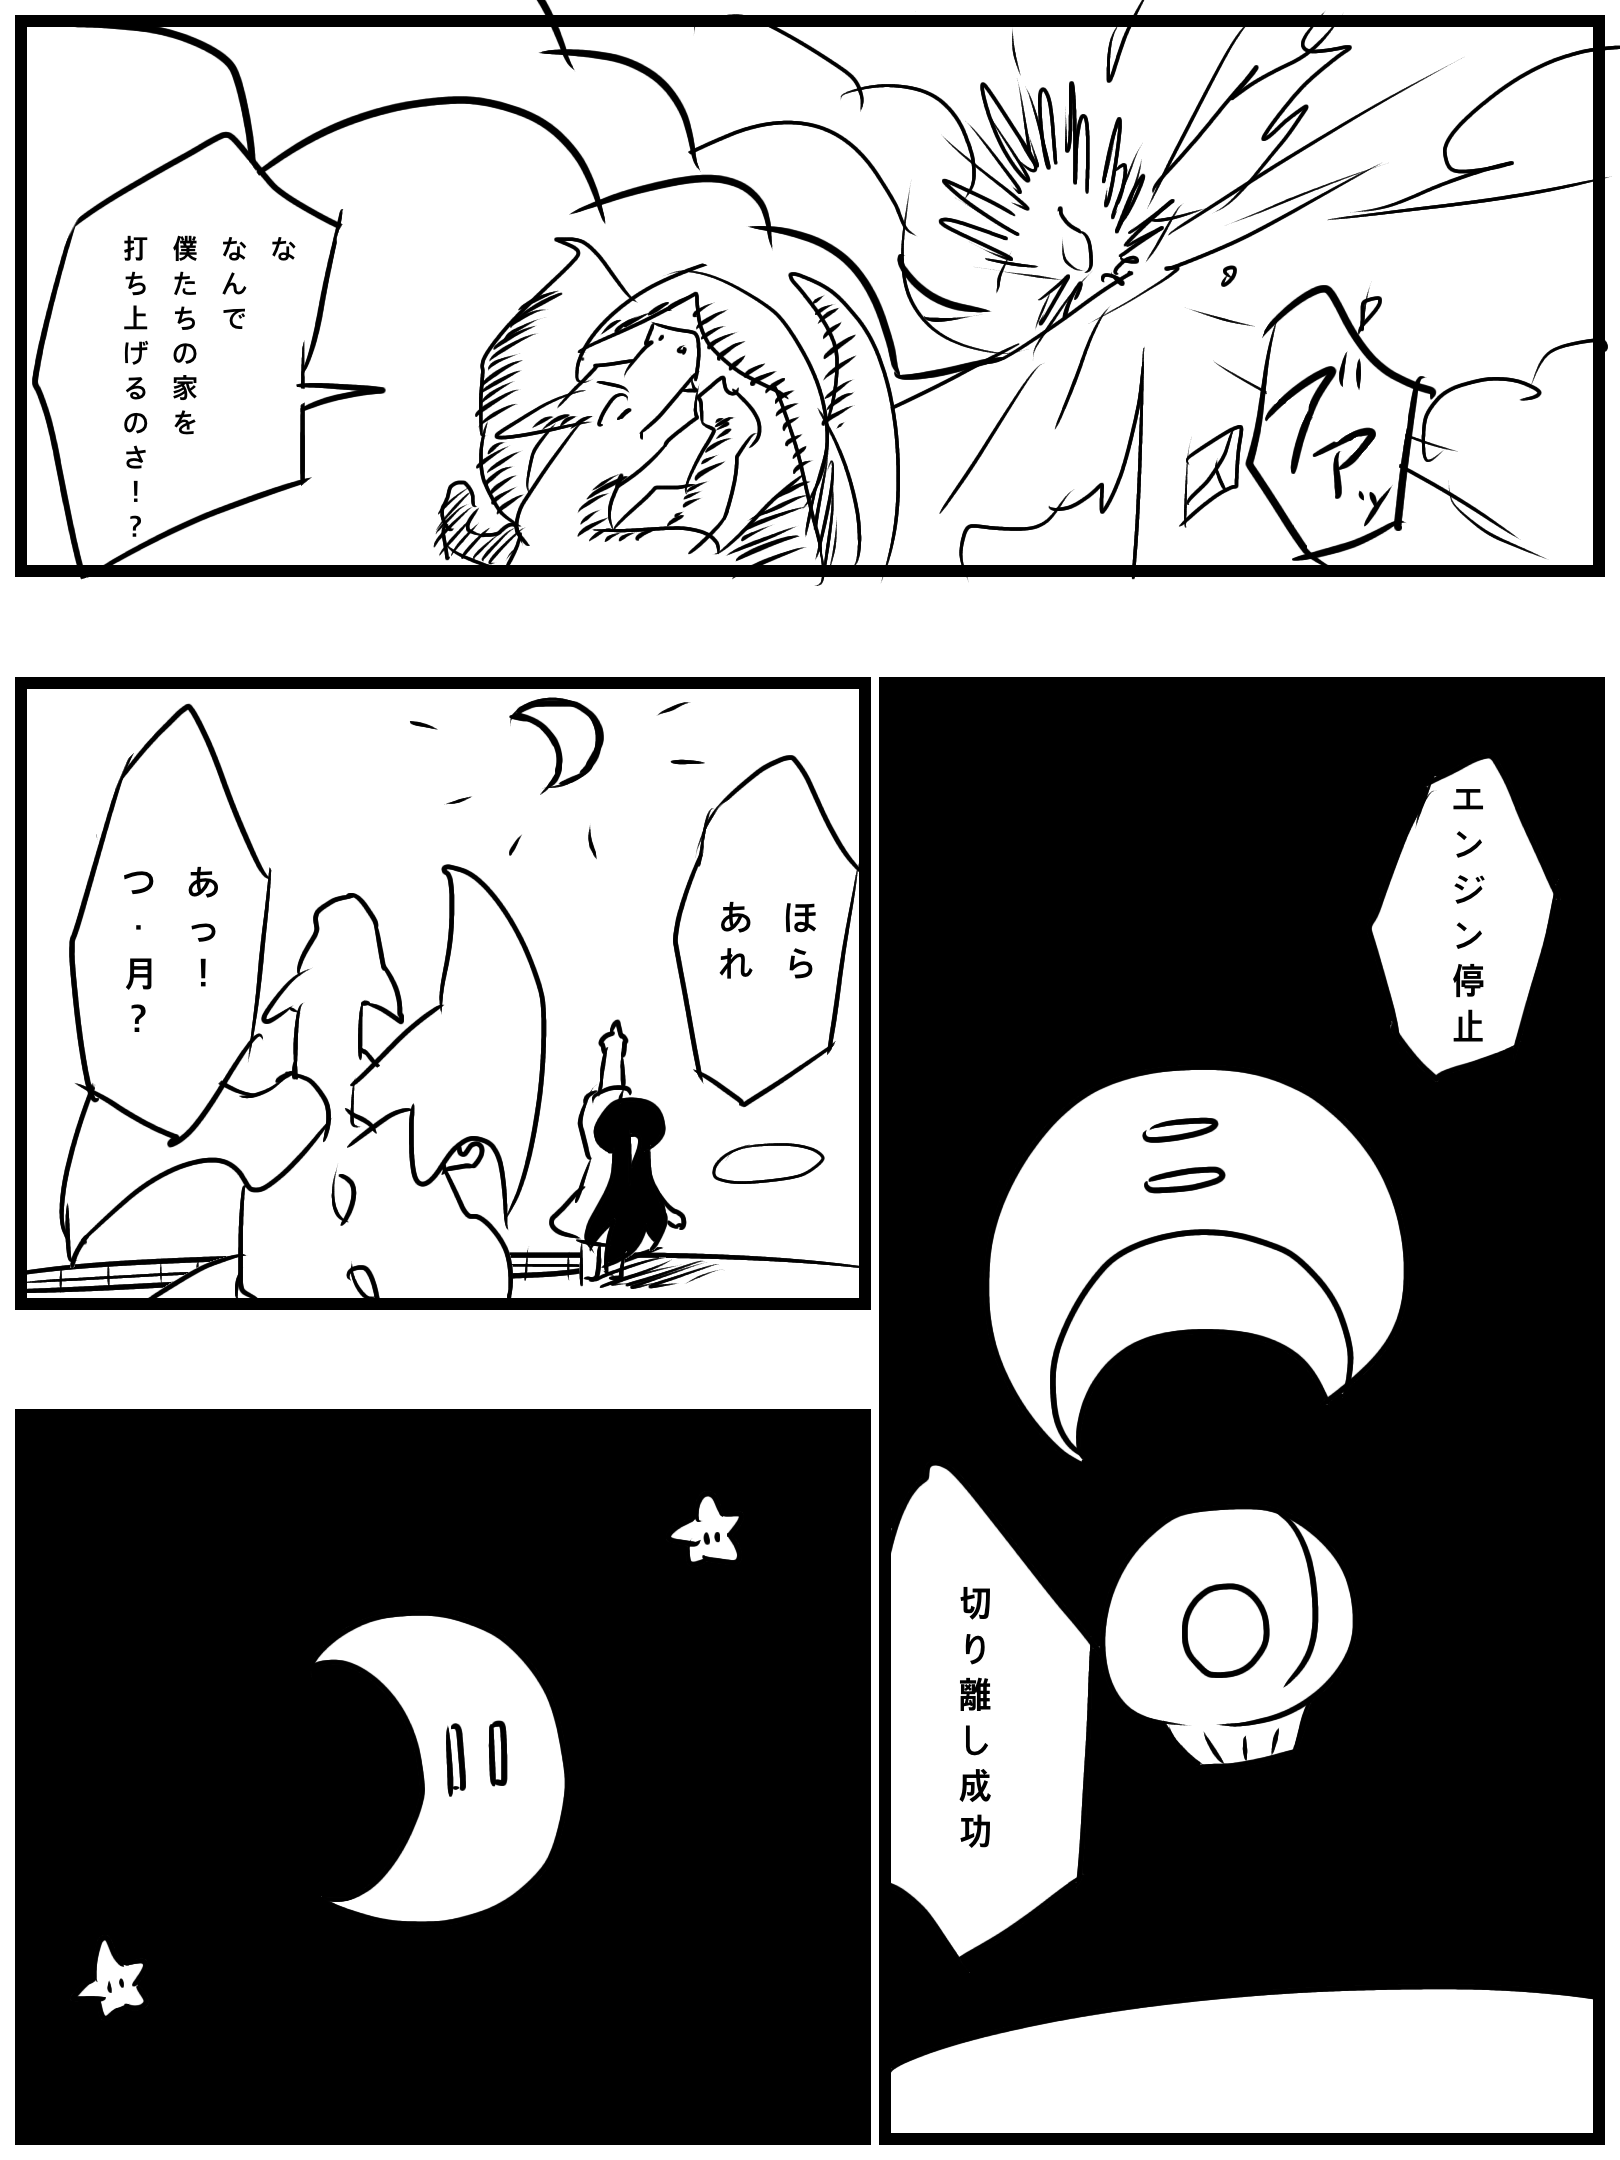 ブアッ
な
なんで
僕たちの家を
打ち上げるのさ！？
エンジン停止
切り離し成功
ほら
あれ
あっ！
つ・月？